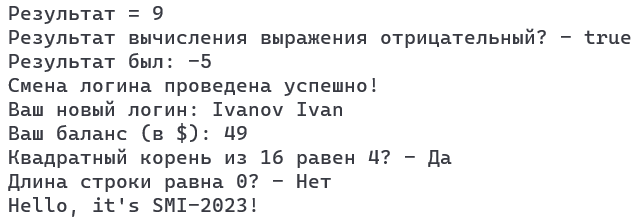 Результат = 9
Результат вычисления выражения отрицательный? - true
Результат был: -5
Смена логина проведена успешно!
Ваш новый логин: Ivanov Ivan
Ваш баланс (в $): 49
Квадратный корень из 16 равен 4? - Да
Длина строки равна 0? - Нет
Hello, it's SMI-2023!